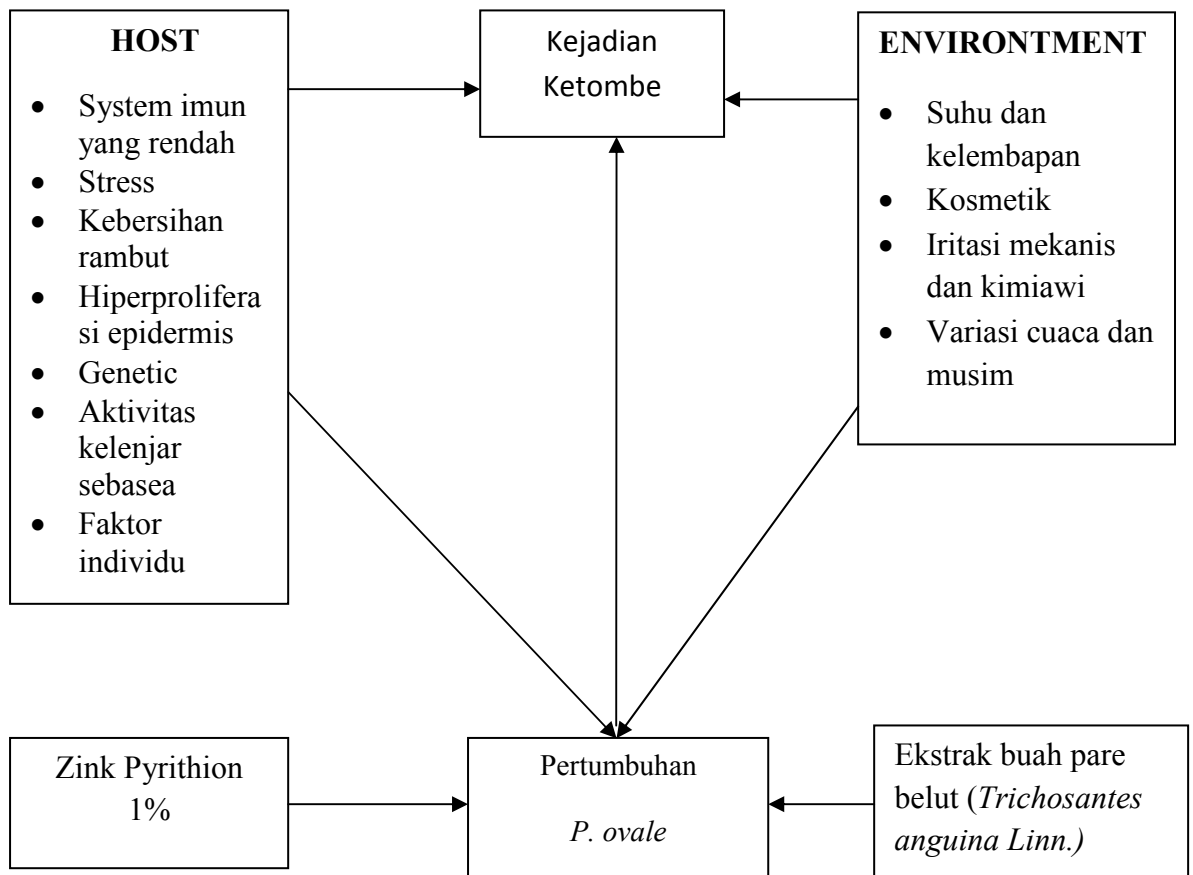 HOST
• System imun
yang rendah
• Stress
• Kebersihan
rambut
• Hiperprolifera
si epidermis
• Genetic
• Aktivitas
kelenjar
sebasea
• Faktor
individu
Kejadian
Ketombe
ENVIRONTMENT
• Suhu dan
kelembapan
• Kosmetik
• Iritasi mekanis
dan kimiawi
• Variasi cuaca dan
musim
Zink Pyrithion
1%
Pertumbuhan
P. ovale
Ekstrak buah pare
belut (Trichosantes
anguina Linn.)